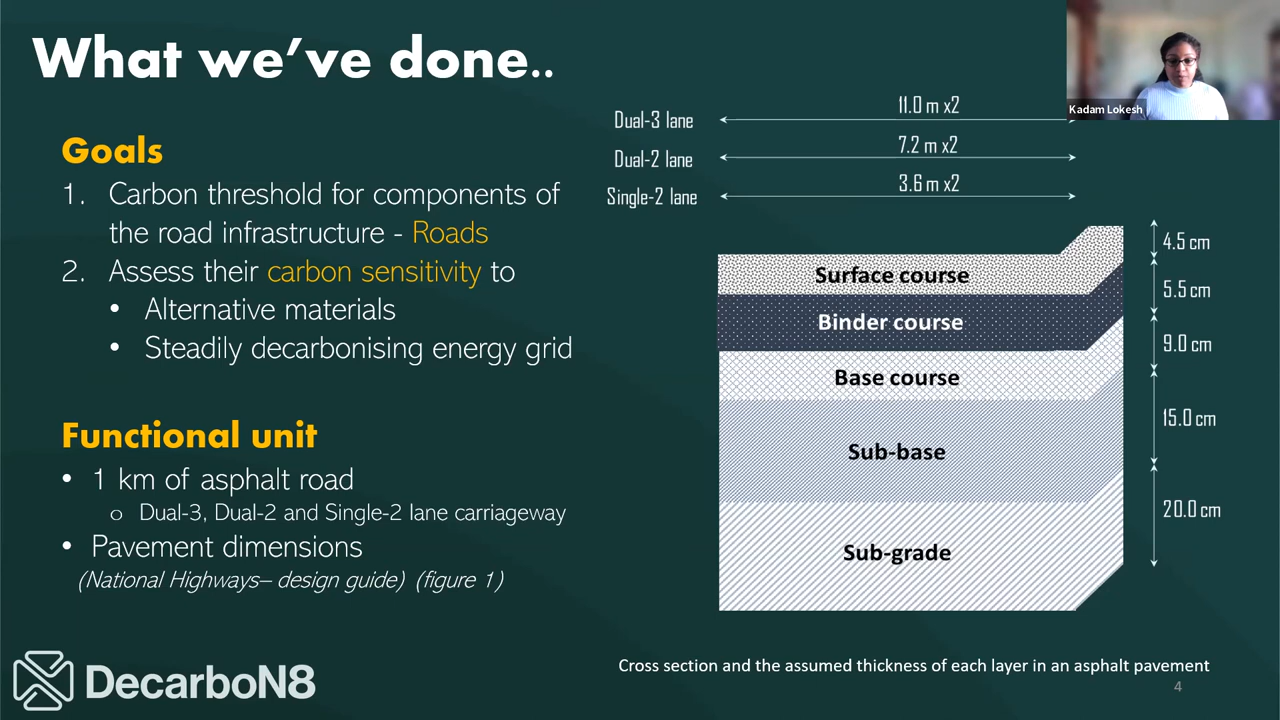 What we've done..
Kadam Lokesh
Goals
1. Carbon threshold for components of
the road infrastructure - Roads
2. Assess their carbon sensitivity to
• Alternative materials
• Steadily decarbonising energy grid
Functional unit
• 1 km of asphalt road
o Dual-3, Dual-2 and Single-2 lane carriageway
• Pavement dimensions
(National Highways– design guide) (figure 1)
DecarboN8
Dual-3 lane
11.0 m x2
Dual-2 lane
7.2 m x2
Single-2 lane
3.6 m x2
Surface course
4.5 cm
Binder course
5.5 cm
Base course
9.0 cm
Sub-base
15.0 cm
Sub-grade
20.0 cm
Cross section and the assumed thickness of each layer in an asphalt pavement
4